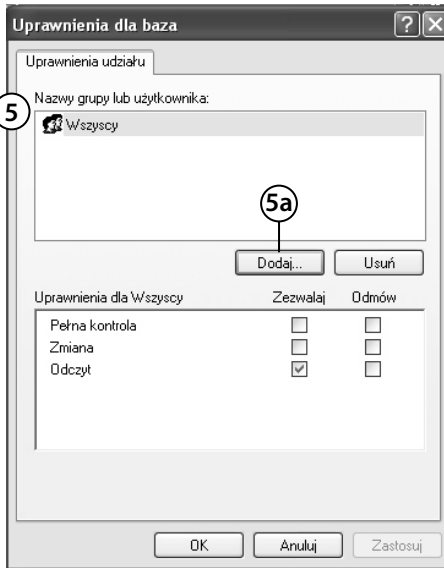 Uprawnienia dla baza
Uprawnienia udziału
Nazwy grupy lub użytkownika:
5
Wszyscy
5a
Dodaj... Usuń
Uprawnienia dla Wszyscy Zezwalaj Odmów
Pełna kontrola
Zmiana
Odczyt
OK Anuluj Zastosuj